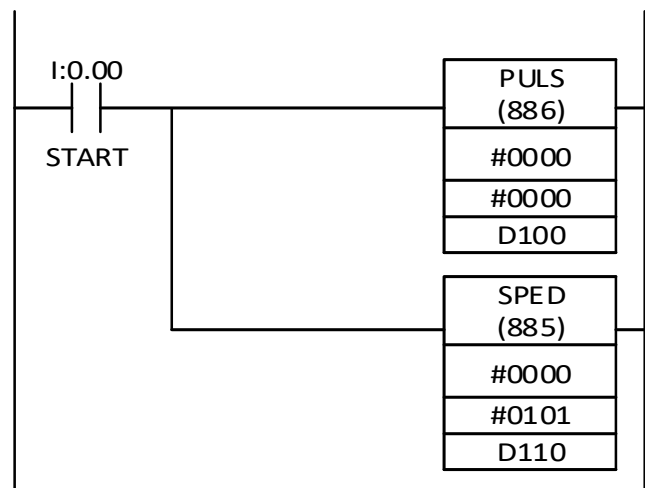 I:0.00
START
PULS
(886)
#0000
#0000
D100
SPED
(885)
#0000
#0101
D110